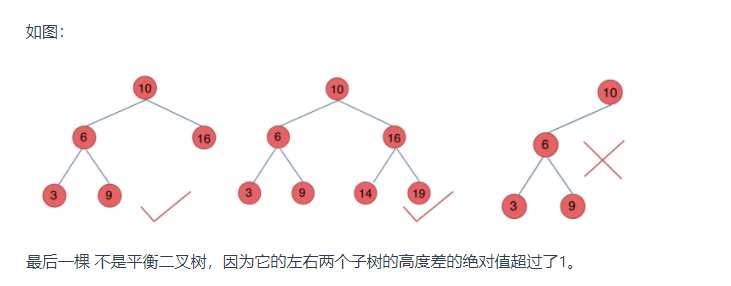 如图：
10 10 10
6 16 6 16 6
3 9 3 9 14 19 3 9
最后一棵 不是平衡二叉树，因为它的左右两个子树的高度差的绝对值超过了1。